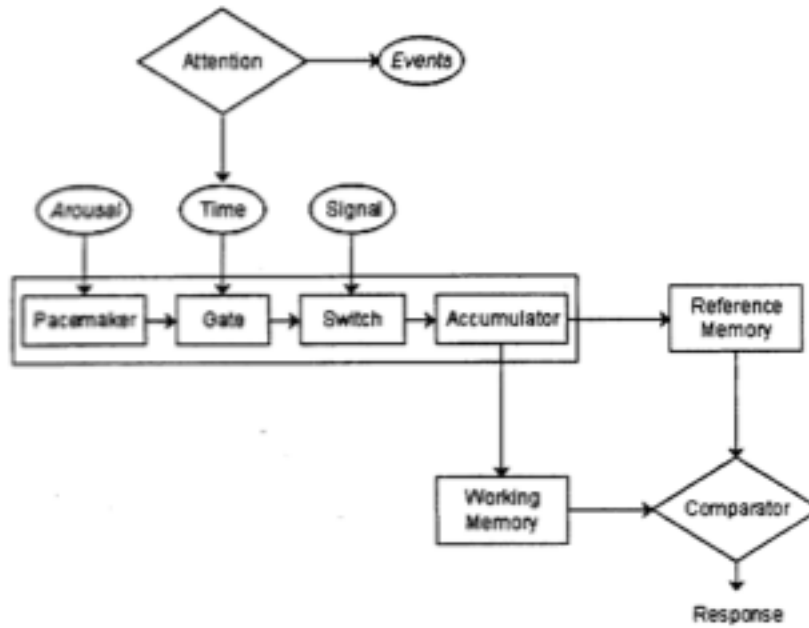 Attention
Events
Arousal
Time
Signal
Pacemaker
Gate
Switch
Accumulator
Reference
Memory
Working
Memory
Comparator
Response